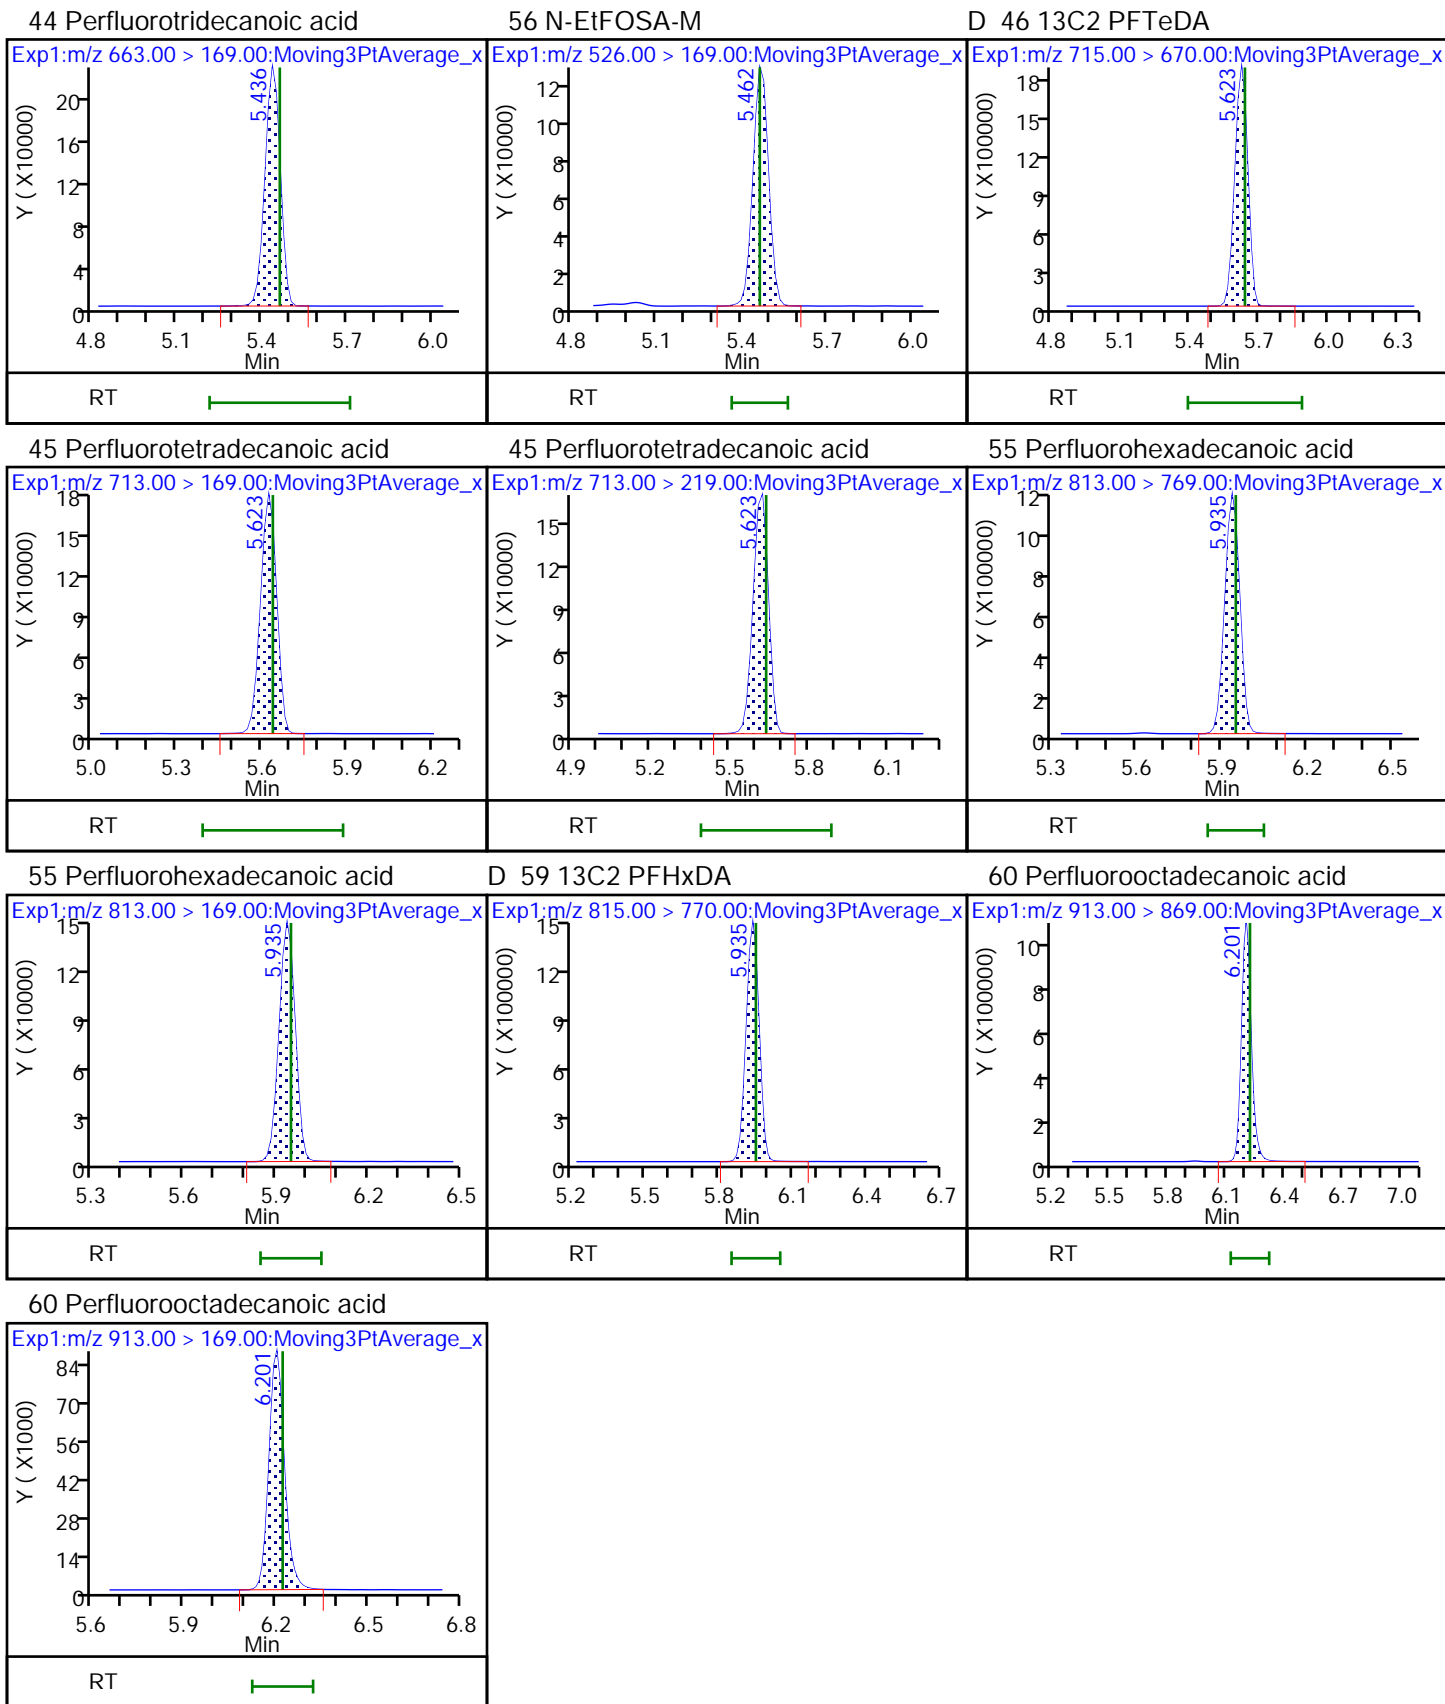 44 Perfluorotridecanoic acid
Exp1:m/z 663.00 > 169.00:Moving3PtAverage_x
5.436
Y ( X10000)
20
16
12
8
4
0
4.8 5.1 5.4 5.7 6.0
Min
RT
56 N-EtFOSA-M
Exp1:m/z 526.00 > 169.00:Moving3PtAverage_x
5.462
Y ( X10000)
12
10
8
6
4
2
0
4.8 5.1 5.4 5.7 6.0
Min
RT
D 46 13C2 PFTeDA
Exp1:m/z 715.00 > 670.00:Moving3PtAverage_x
5.623
Y ( X100000)
18
15
12
9
6
3
0
4.8 5.1 5.4 5.7 6.0 6.3
Min
RT
45 Perfluorotetradecanoic acid
Exp1:m/z 713.00 > 169.00:Moving3PtAverage_x
5.623
Y ( X10000)
18
15
12
9
6
3
0
5.0 5.3 5.6 5.9 6.2
Min
RT
45 Perfluorotetradecanoic acid
Exp1:m/z 713.00 > 219.00:Moving3PtAverage_x
5.623
Y ( X10000)
15
12
9
6
3
0
4.9 5.2 5.5 5.8 6.1
Min
RT
55 Perfluorohexadecanoic acid
Exp1:m/z 813.00 > 769.00:Moving3PtAverage_x
5.935
Y ( X100000)
12
10
8
6
4
2
0
5.3 5.6 5.9 6.2 6.5
Min
RT
55 Perfluorohexadecanoic acid
Exp1:m/z 813.00 > 169.00:Moving3PtAverage_x
5.935
Y ( X10000)
15
12
9
6
3
0
5.3 5.6 5.9 6.2 6.5
Min
RT
D 59 13C2 PFHxDA
Exp1:m/z 815.00 > 770.00:Moving3PtAverage_x
5.935
Y ( X100000)
15
12
9
6
3
0
5.2 5.5 5.8 6.1 6.4 6.7
Min
RT
60 Perfluorooctadecanoic acid
Exp1:m/z 913.00 > 869.00:Moving3PtAverage_x
6.201
Y ( X100000)
10
8
6
4
2
0
5.2 5.5 5.8 6.1 6.4 6.7 7.0
Min
RT
60 Perfluorooctadecanoic acid
Exp1:m/z 913.00 > 169.00:Moving3PtAverage_x
6.201
Y ( X1000)
84
70
56
42
28
14
0
5.6 5.9 6.2 6.5 6.8
Min
RT